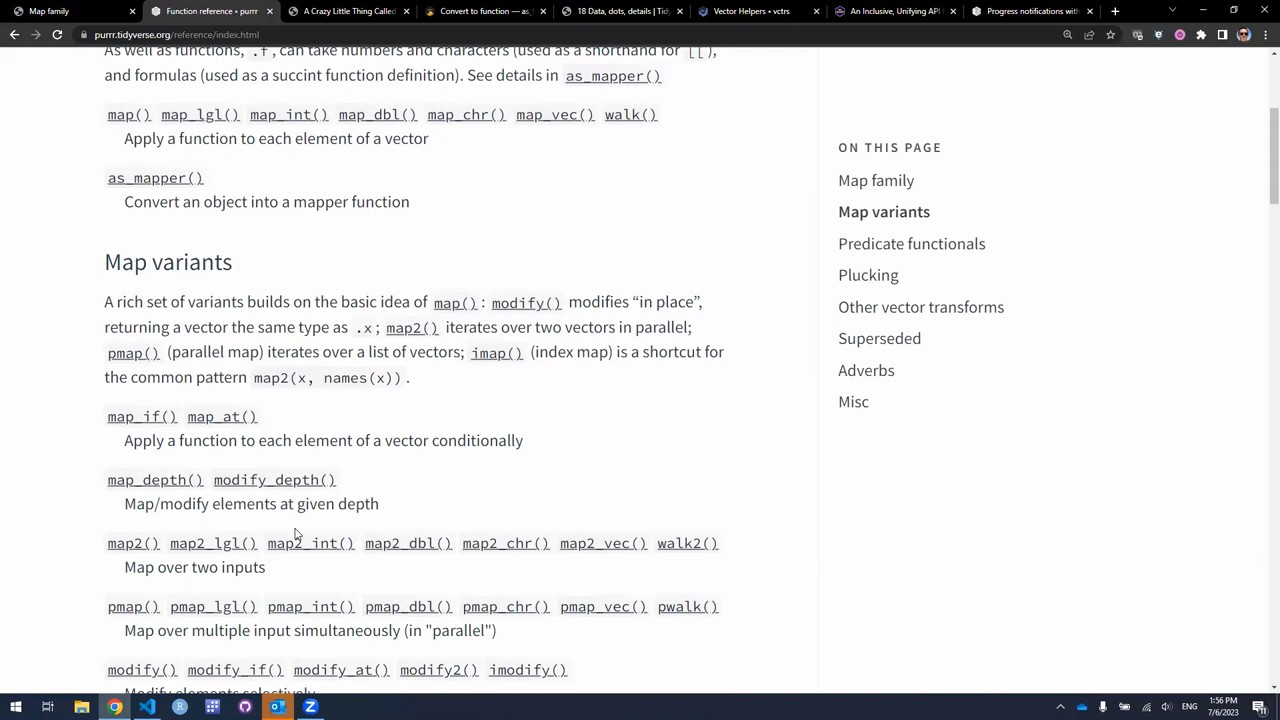 Map family
Function reference • purrr
A Crazy Little Thing Called
Convert to function — as_
18 Data, dots, details | Tid
Vector Helpers • vctrs
An Inclusive, Unifying API f
Progress notifications with
purrr.tidyverse.org/reference/index.html
As well as functions, .f, can take numbers and characters (used as a shorthand for [[),
and formulas (used as a succint function definition). See details in as_mapper()
map() map_lgl() map_int() map_dbl() map_chr() map_vec() walk()
Apply a function to each element of a vector
as_mapper()
Convert an object into a mapper function
Map variants
A rich set of variants builds on the basic idea of map() : modify() modifies “in place”,
returning a vector the same type as .x ; map2() iterates over two vectors in parallel;
pmap() (parallel map) iterates over a list of vectors; imap() (index map) is a shortcut for
the common pattern map2(x, names(x)) .
map_if() map_at()
Apply a function to each element of a vector conditionally
map_depth() modify_depth()
Map/modify elements at given depth
map2() map2_lgl() map2_int() map2_dbl() map2_chr() map2_vec() walk2()
Map over two inputs
pmap() pmap_lgl() pmap_int() pmap_dbl() pmap_chr() pmap_vec() pwalk()
Map over multiple input simultaneously (in "parallel")
modify() modify_if() modify_at() modify2() imodify()
Modify elements selectively
ON THIS PAGE
Map family
Map variants
Predicate functionals
Plucking
Other vector transforms
Superseded
Adverbs
Misc
ENG
1:56 PM
7/6/2023